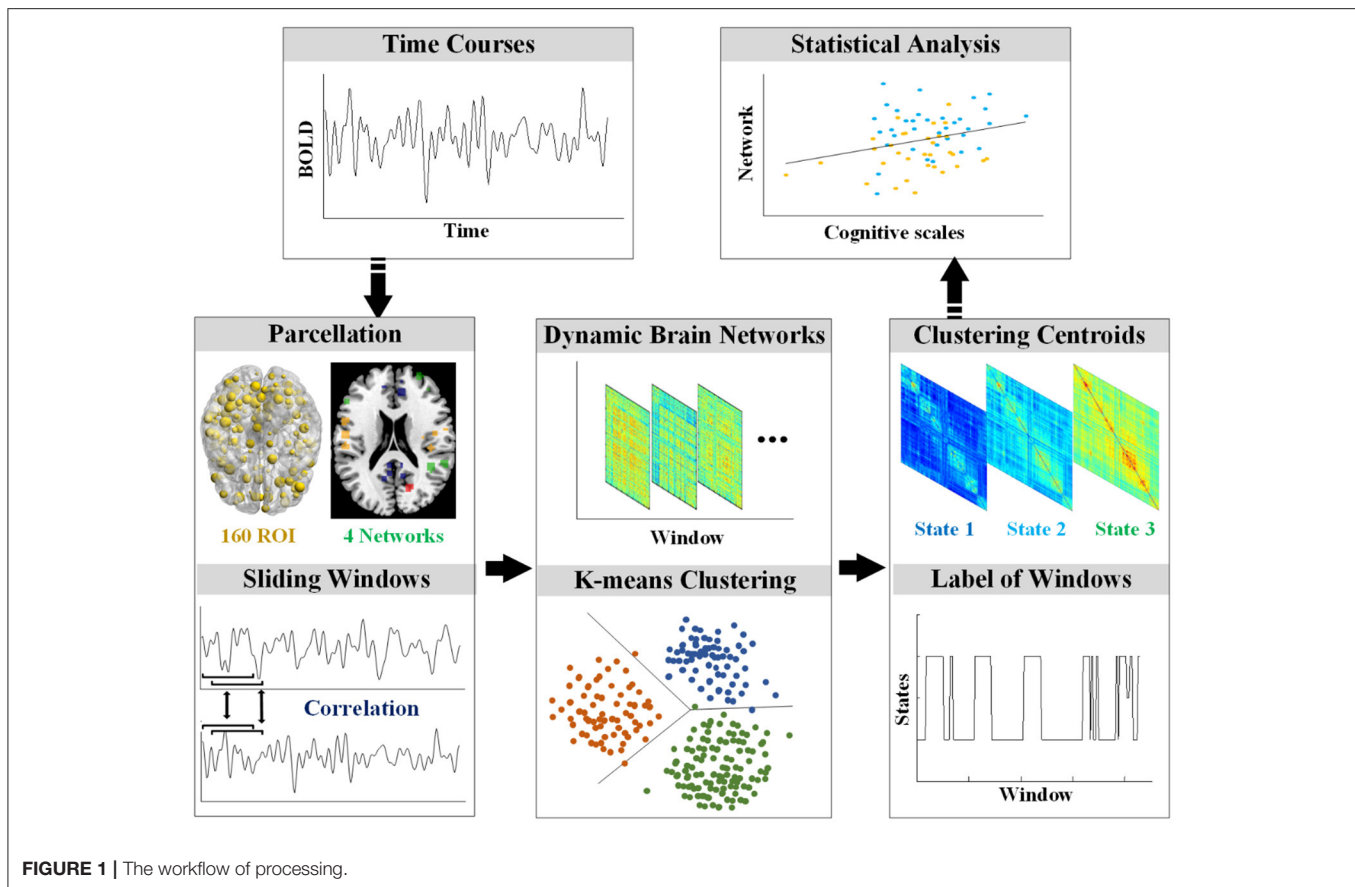 Time Courses
BOLD
Time
Statistical Analysis
Network
Cognitive scales
Parcellation
160 ROI
4 Networks
Sliding Windows
Correlation
Dynamic Brain Networks
Window
K-means Clustering
Clustering Centroids
State 1
State 2
State 3
Label of Windows
States
Window
FIGURE 1 | The workflow of processing.